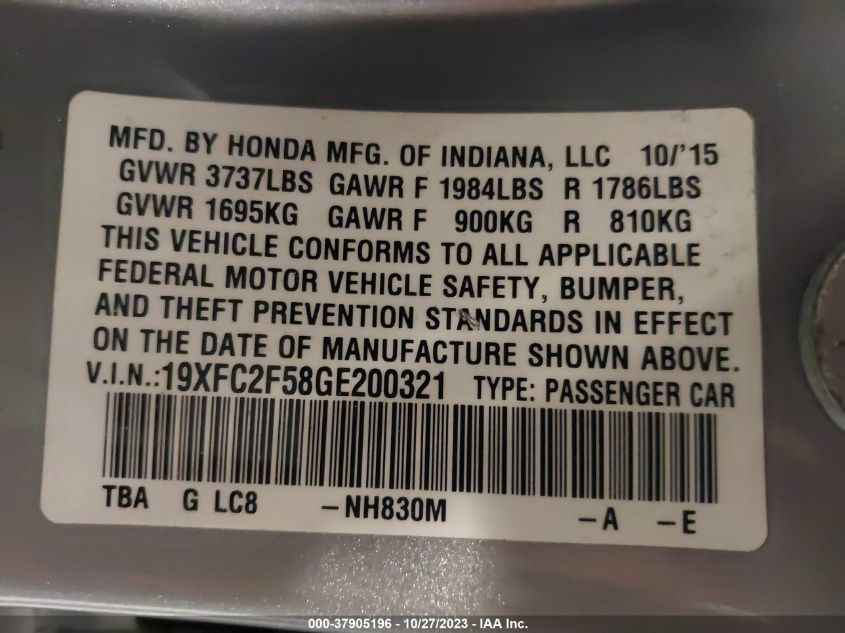 MFD. BY HONDA MFG. OF INDIANA, LLC 10/'15
GVWR 3737LBS GAWR F 1984LBS R 1786LBS
GVWR 1695KG GAWR F 900KG R 810KG
THIS VEHICLE CONFORMS TO ALL APPLICABLE
FEDERAL MOTOR VEHICLE SAFETY, BUMPER,
AND THEFT PREVENTION STANDARDS IN EFFECT
ON THE DATE OF MANUFACTURE SHOWN ABOVE.
V.I.N.:19XFC2F58GE200321 TYPE: PASSENGER CAR
TBA G LC8 -NH830M -A -E
000-37905196 - 10/27/2023 - IAA Inc.